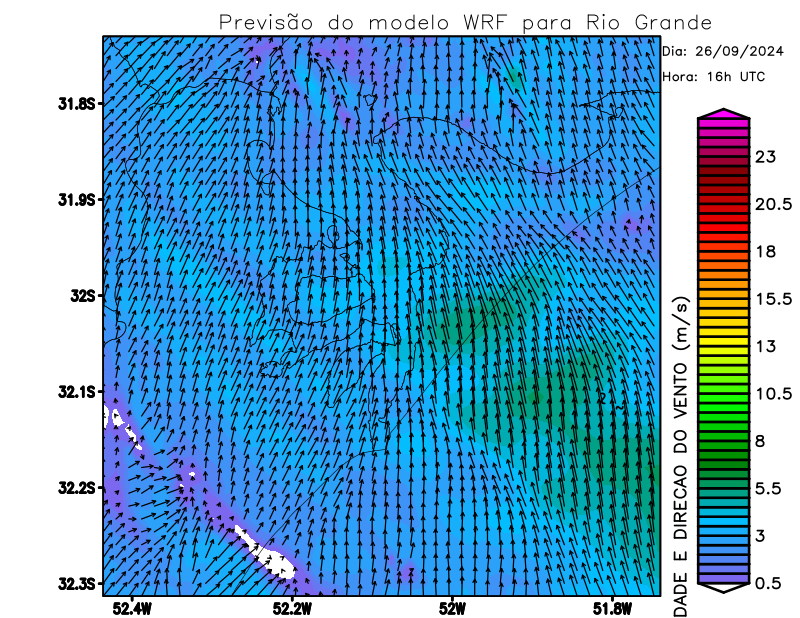 Previsão do modelo WRF para Rio Grande
Dia: 26/09/2024
Hora: 16h UTC
31.8S
31.9S
32S
32.1S
32.2S
32.3S
52.4W
52.2W
52W
51.8W
DADE E DIRECAO DO VENTO (m/s)
23
20.5
18
15.5
13
10.5
8
5.5
3
0.5